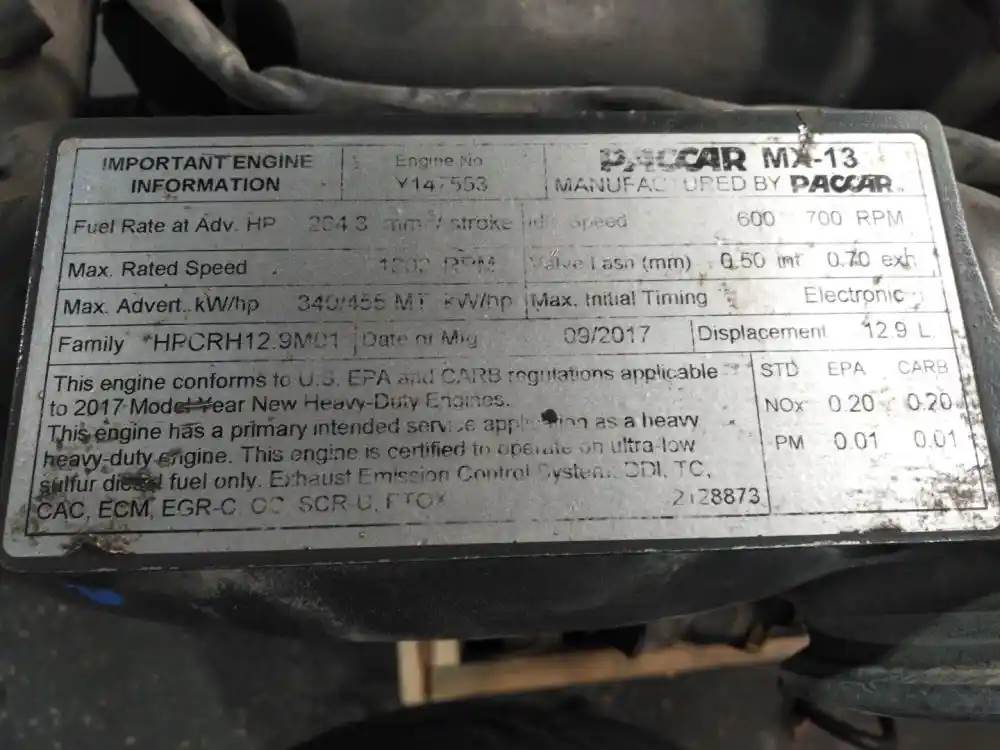 IMPORTANT ENGINE INFORMATION
Engine No
Y147553
PACCAR MX-13
MANUFACTURED BY PACCAR
Fuel Rate at Adv. HP mm³/stroke
Idle Speed 600 700 RPM
Max. Rated Speed RPM
Valve Lash (mm) 0.50 int 0.70 exh
Max. Advert. kW/hp 340/455 MT kW/hp
Max. Initial Timing Electronic
Family *HPCRH12.9M01
Date of Mfg 09/2017
Displacement 12.9 L
This engine conforms to U.S. EPA and CARB regulations applicable
to 2017 Model Year New Heavy-Duty Engines.
This engine has a primary intended service application as a heavy
heavy-duty engine. This engine is certified to operate on ultra-low
sulfur diesel fuel only. Exhaust Emission Control System: DDI, TC,
CAC, ECM, EGR-C, OC, SCR-U, PTOX
2128873
STD EPA CARB
NOx 0.20 0.20
PM 0.01 0.01